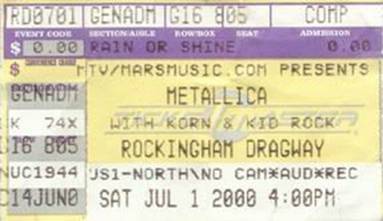 RD0701 GENADM G16 805 COMP
EVENT CODE SECTION/AISLE ROW/BOX SEAT ADMISSION
$ 0.00 RAIN OR SHINE 0.00
$ CONVENIENCE CHARGE MTV/MARSMUSIC.COM PRESENTS
GENADM METALLICA
K 74X WITH KORN & KID ROCK
G16 805 ROCKINGHAM DRAGWAY
NUC1944 US1-NORTH\NO CAM*AUD*REC
C14JUN0 SAT JUL 1 2000 4:00PM